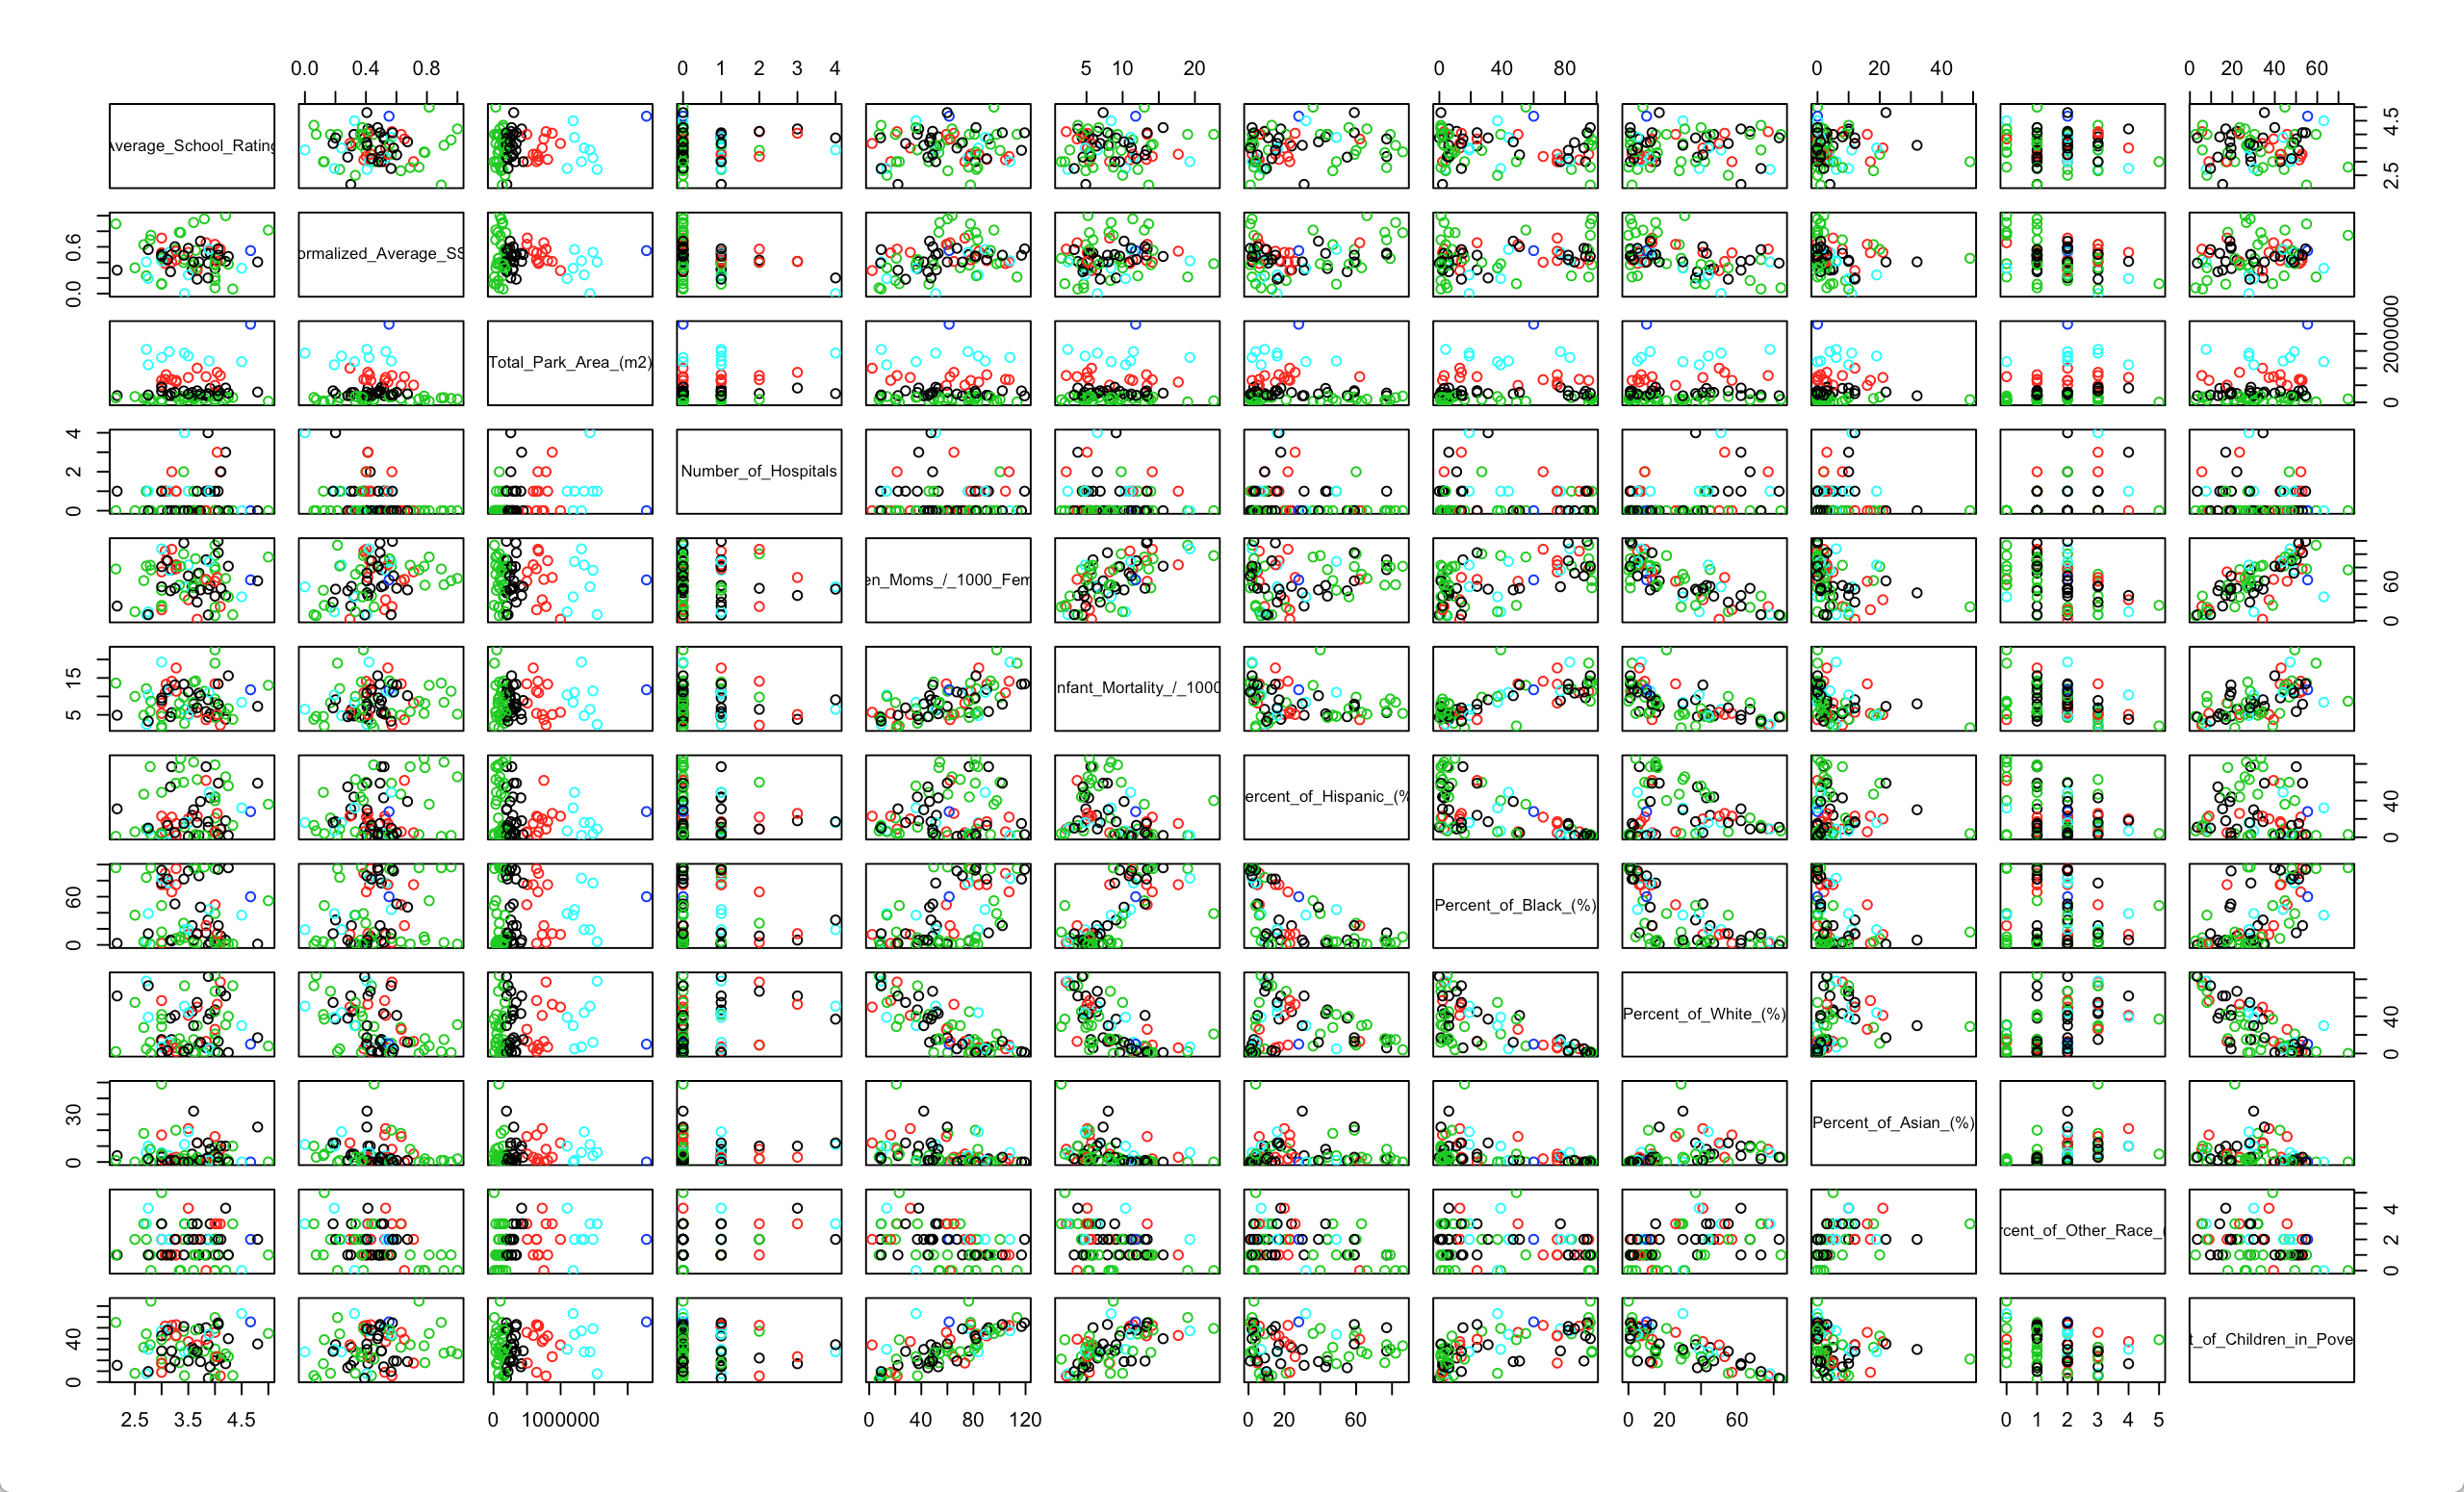 0.0 0.4 0.8 0 1 2 3 4 5 10 20 0 40 80 0 20 40 0 20 40 60
Average_School_Rating 2.5 4.5
0.0 0.6 ormalized_Average_SS
Total_Park_Area_(m2) 0 2000000
0 2 4 Number_of_Hospitals
en_Moms_/_1000_Fem 0 60
5 15 nfant_Mortality_/_1000
ercent_of_Hispanic_(% 0 40
0 60 Percent_of_Black_(%)
Percent_of_White_(%) 0 40
0 30 Percent_of_Asian_(%)
rcent_of_Other_Race_( 0 2 4
0 40 t_of_Children_in_Pove
2.5 3.5 4.5 0 1000000 0 40 80 120 0 20 60 0 20 60 0 1 2 3 4 5